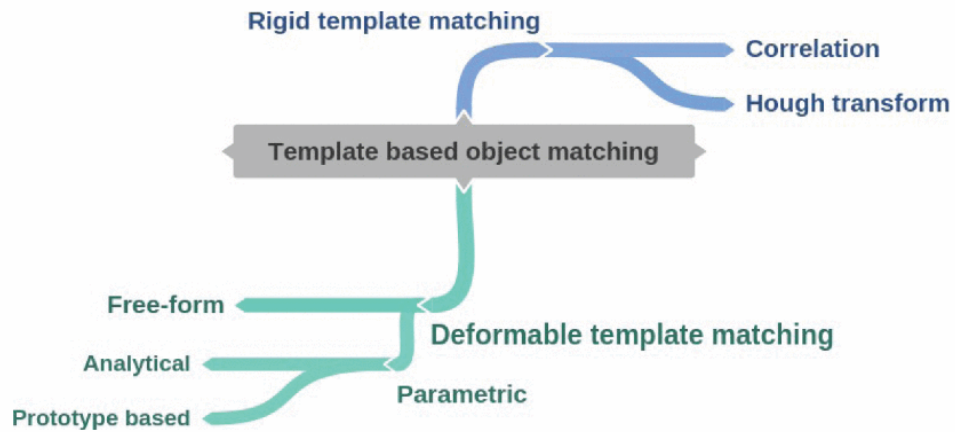 Rigid template matching
Correlation
Hough transform
Template based object matching
Free-form
Deformable template matching
Analytical
Parametric
Prototype based